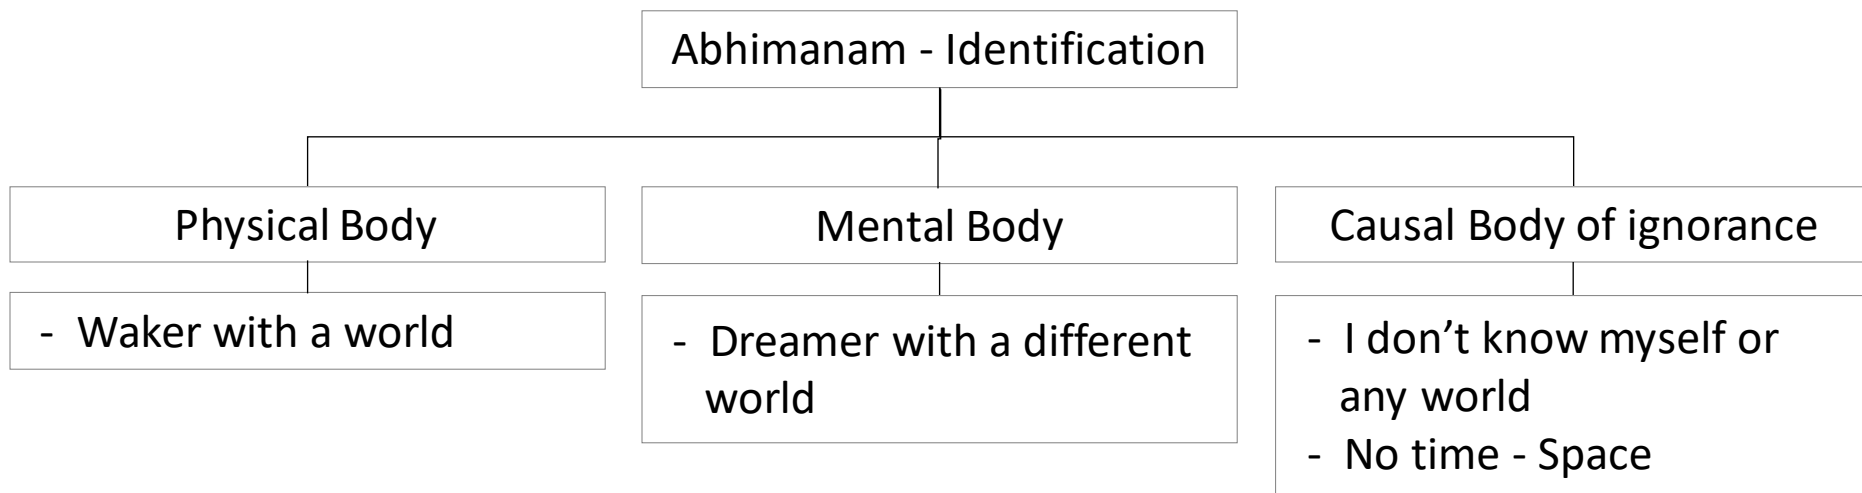 Abhimanam - Identification
Physical Body
Mental Body
Causal Body of ignorance
- Waker with a world
- Dreamer with a different
world
- I don’t know myself or
any world
- No time - Space